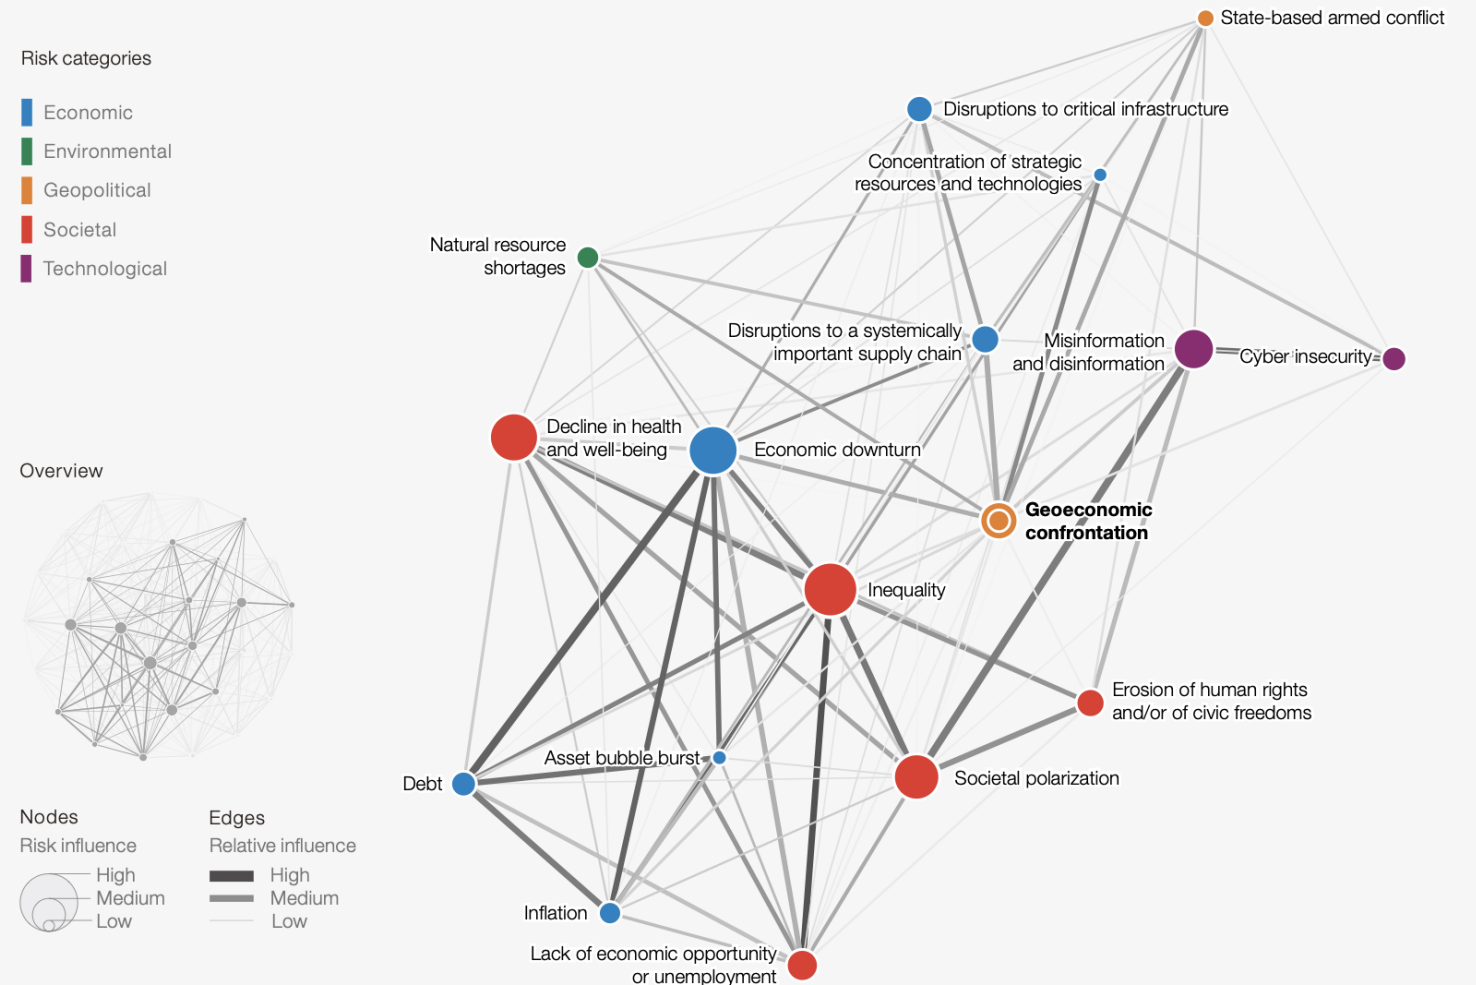 State-based armed conflict
Risk categories
Economic
Environmental
Geopolitical
Societal
Technological
Disruptions to critical infrastructure
Concentration of strategic
resources and technologies
Natural resource
shortages
Disruptions to a systemically
important supply chain
Misinformation
and disinformation
Cyber insecurity
Decline in health
and well-being
Economic downturn
Overview
Geoeconomic
confrontation
Inequality
Erosion of human rights
and/or of civic freedoms
Asset bubble burst
Debt
Societal polarization
Nodes
Risk influence
High
Medium
Low
Edges
Relative influence
High
Medium
Low
Inflation
Lack of economic opportunity
or unemployment